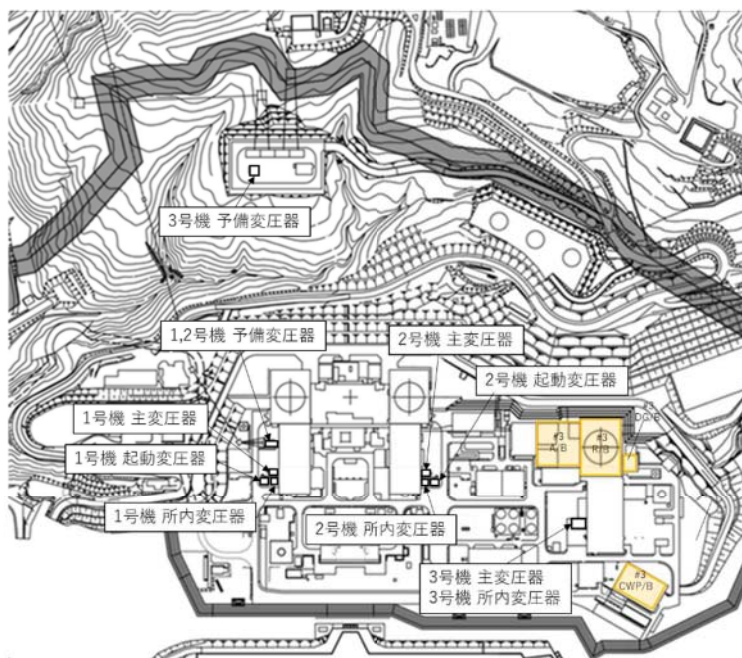 3号機 予備変圧器
1,2号機 予備変圧器
2号機 主変圧器
2号機 起動変圧器
1号機 主変圧器
1号機 起動変圧器
1号機 所内変圧器
2号機 所内変圧器
3号機 主変圧器
3号機 所内変圧器
#3
A/B
#3
R/B
#3
DG/B
#3
CWP/B